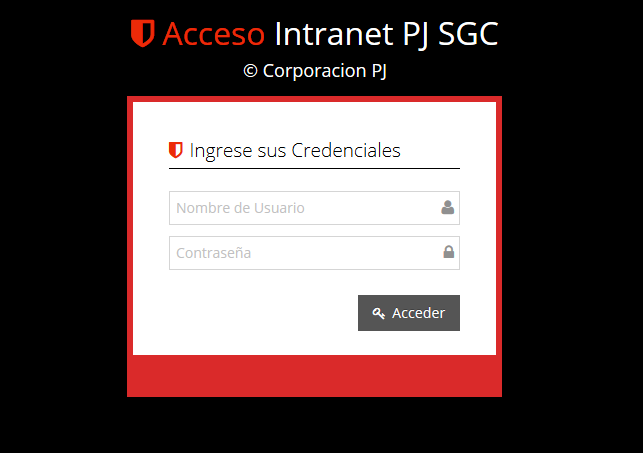 Acceso Intranet PJ SGC
© Corporacion PJ
Ingrese sus Credenciales
Nombre de Usuario
Contraseña
Acceder